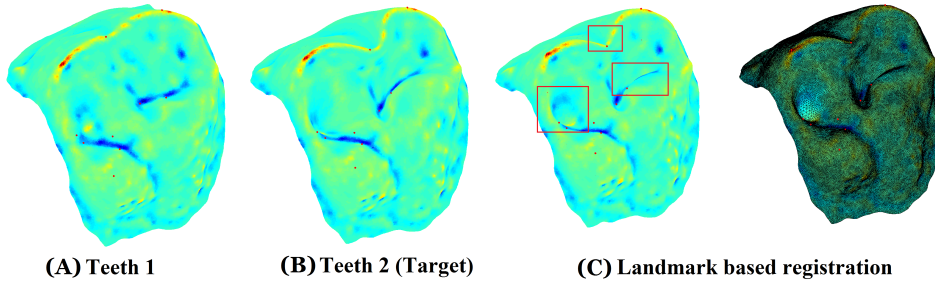 (A) Teeth 1
(B) Teeth 2 (Target)
(C) Landmark based registration